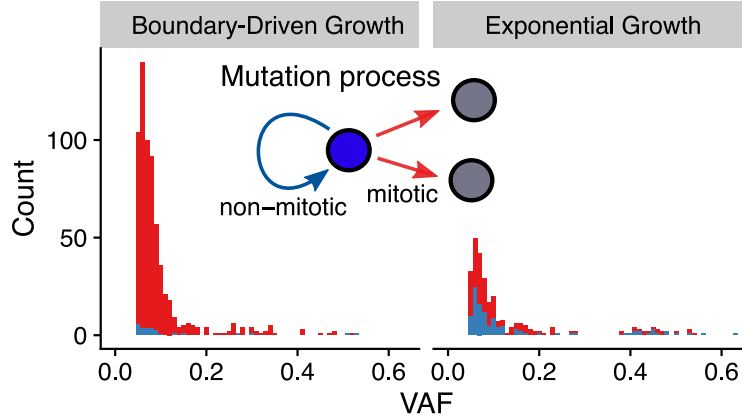 Boundary-Driven Growth
Exponential Growth
Mutation process
non−mitotic
mitotic
Count
100
50
0
0.0 0.2 0.4 0.6
0.0 0.2 0.4 0.6
VAF